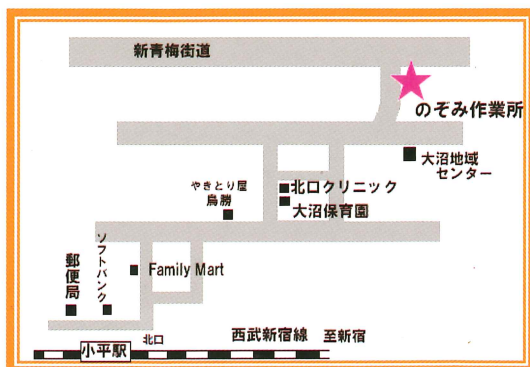 新青梅街道
のぞみ作業所
大沼地域
センター
北口クリニック
大沼保育園
やきとり屋
鳥勝
ソフトバンク
郵便局
Family Mart
北口
小平駅
西武新宿線 至新宿